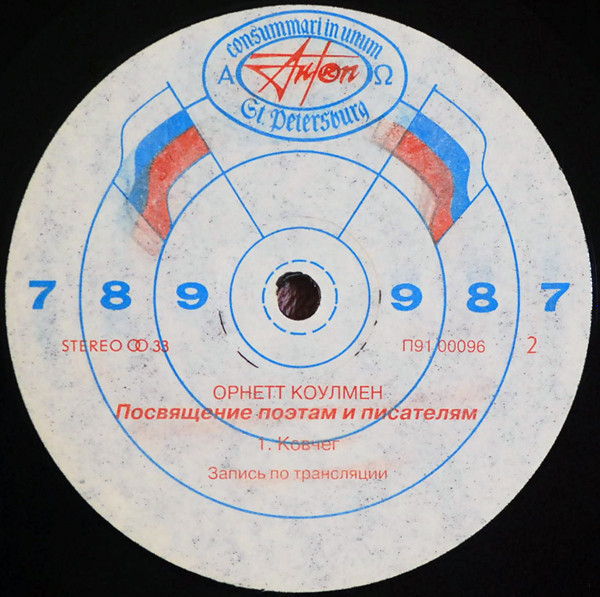 consummari in unum
Α Anton Ω
St. Petersburg
7 8 9 9 8 7
STEREO 33 П91 00096 2
ОРНЕТТ КОУЛМЕН
Посвящение поэтам и писателям
1. Ковчег
Запись по трансляции